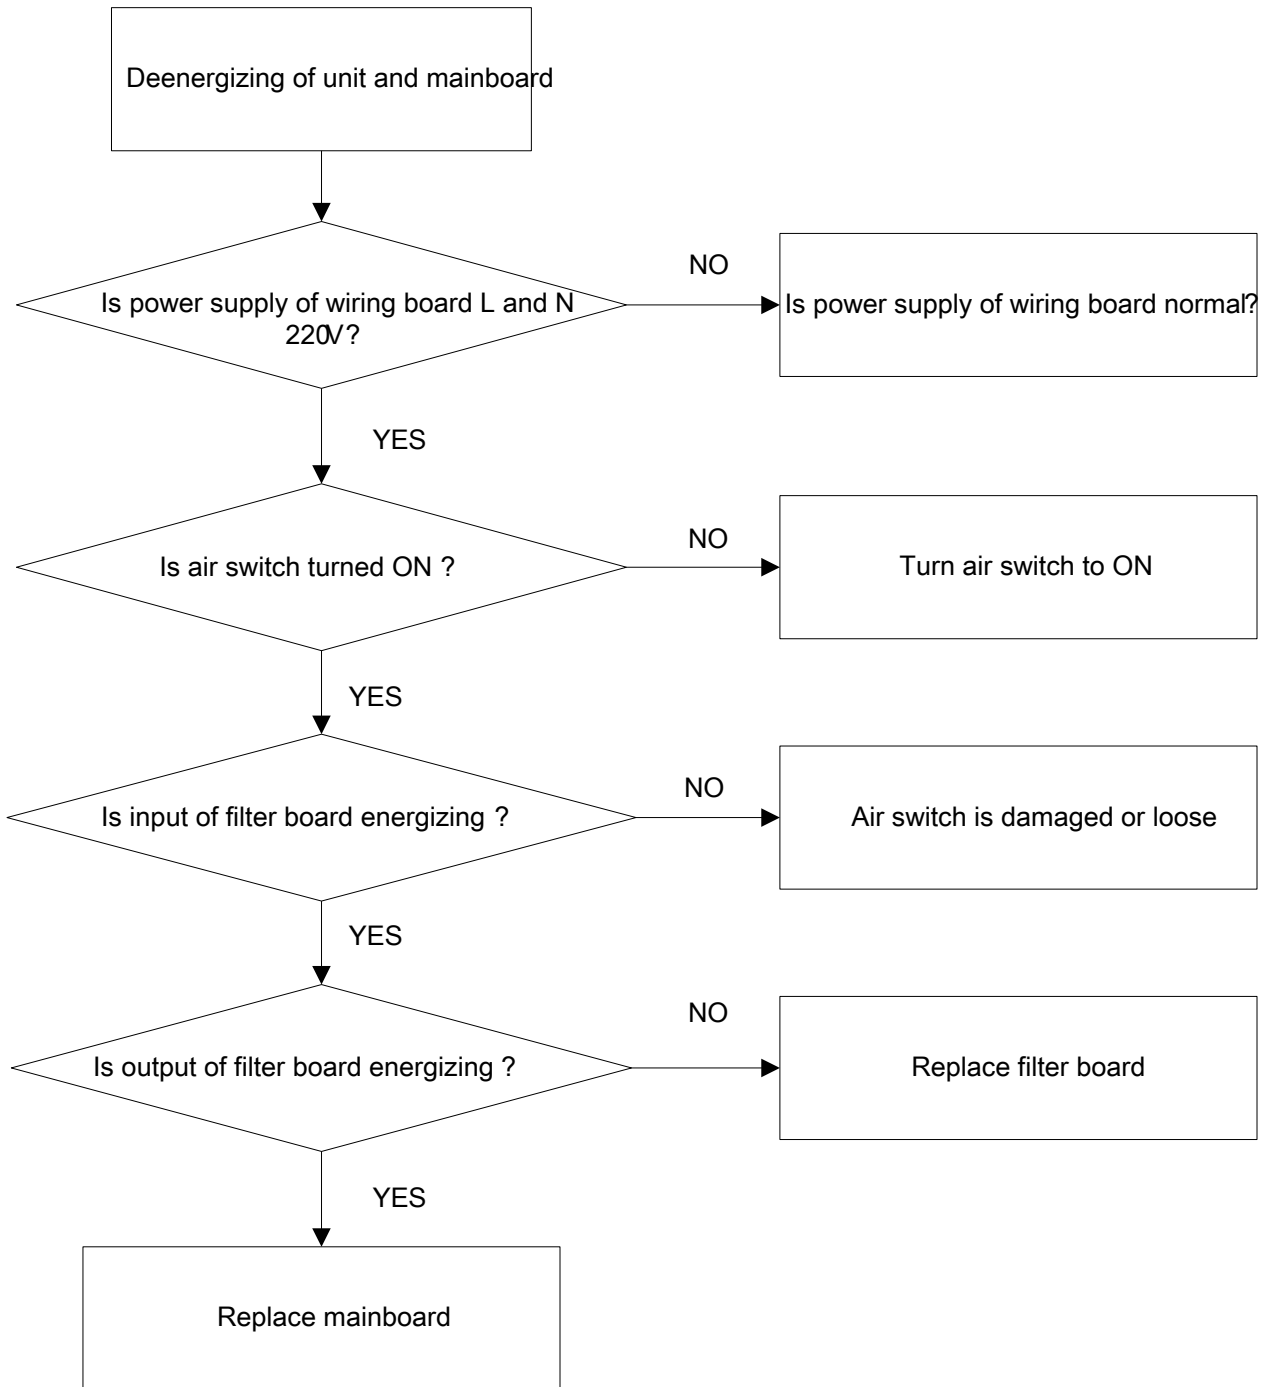 Deenergizing of unit and mainboard
NO
Is power supply of wiring board L and N
220V?
Is power supply of wiring board normal?
YES
NO
Is air switch turned ON ?
Turn air switch to ON
YES
NO
Is input of filter board energizing ?
Air switch is damaged or loose
YES
NO
Is output of filter board energizing ?
Replace filter board
YES
Replace mainboard